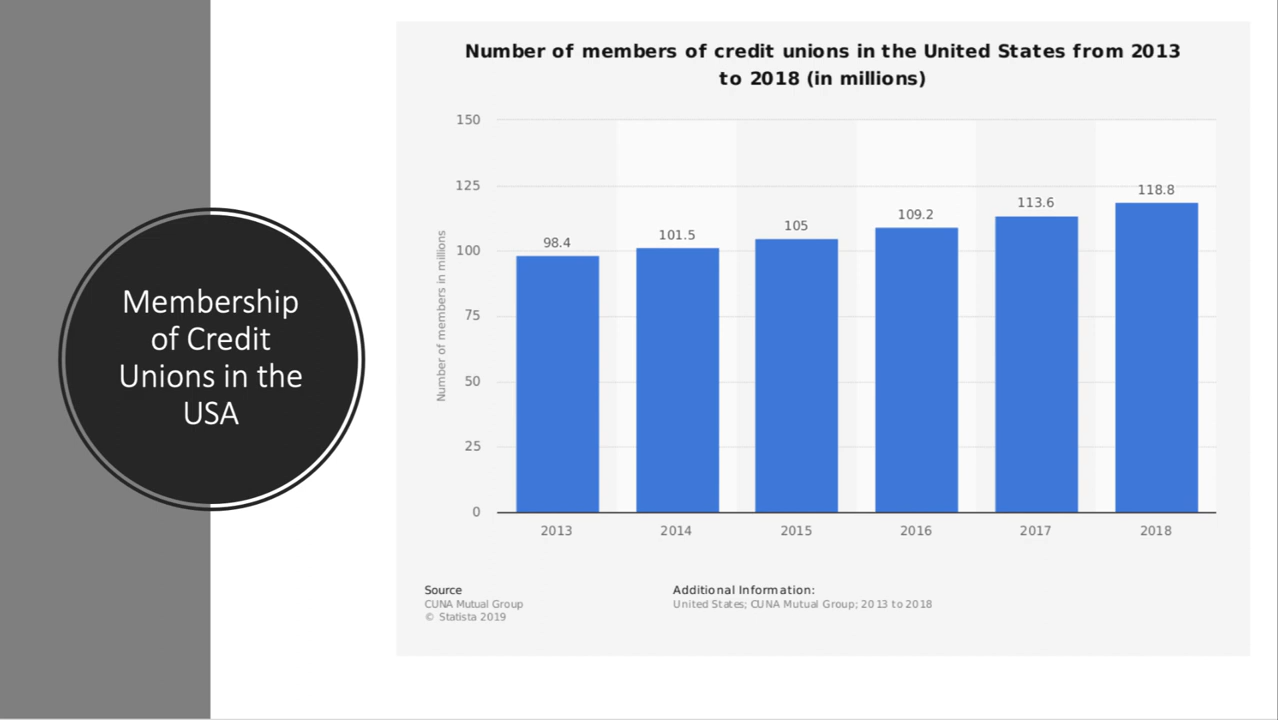 Membership
of Credit
Unions in the
USA
Number of members of credit unions in the United States from 2013
to 2018 (in millions)
Number of members in millions
150
125
100
75
50
25
0
98.4
101.5
105
109.2
113.6
118.8
2013
2014
2015
2016
2017
2018
Source
CUNA Mutual Group
© Statista 2019
Additional Information:
United States; CUNA Mutual Group; 2013 to 2018